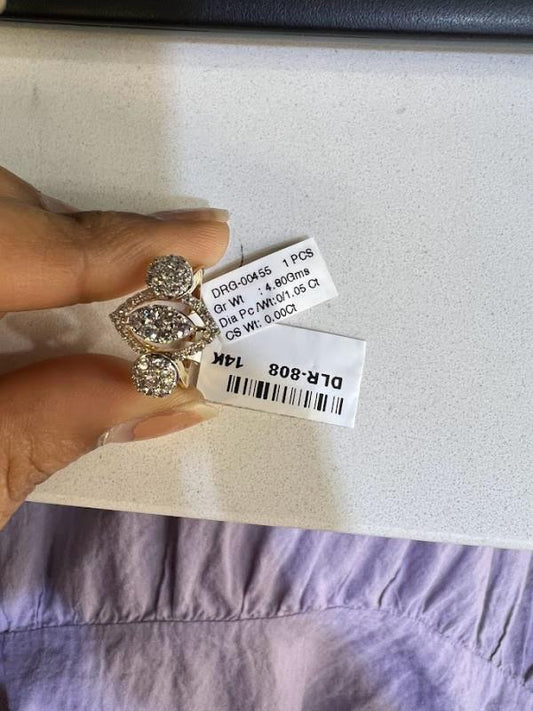 DRG-00455 1 PCS
Gr Wt : 4.80Gms
Dia Pc/Wt:0/1.05 Ct
CS Wt: 0.00Ct
DLR-808
14K